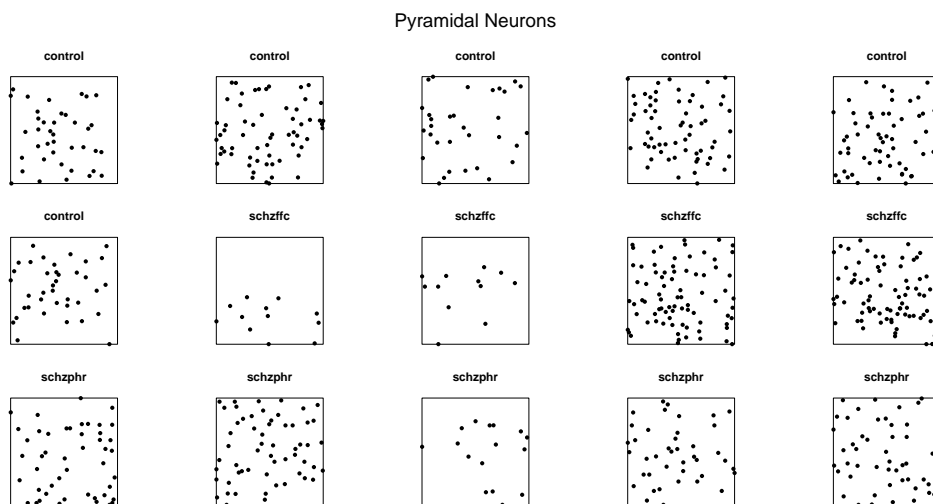 Pyramidal Neurons
control control control control control
control schzffc schzffc schzffc schzffc
schzphr schzphr schzphr schzphr schzphr